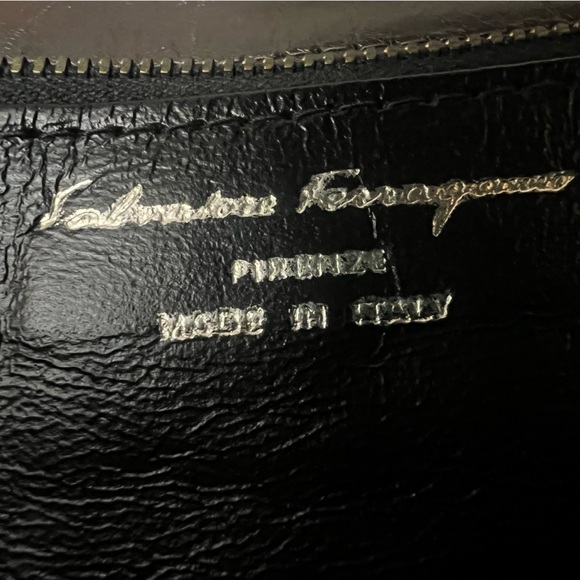 Salvatore Ferragamo
FIRENZE
MADE IN ITALY